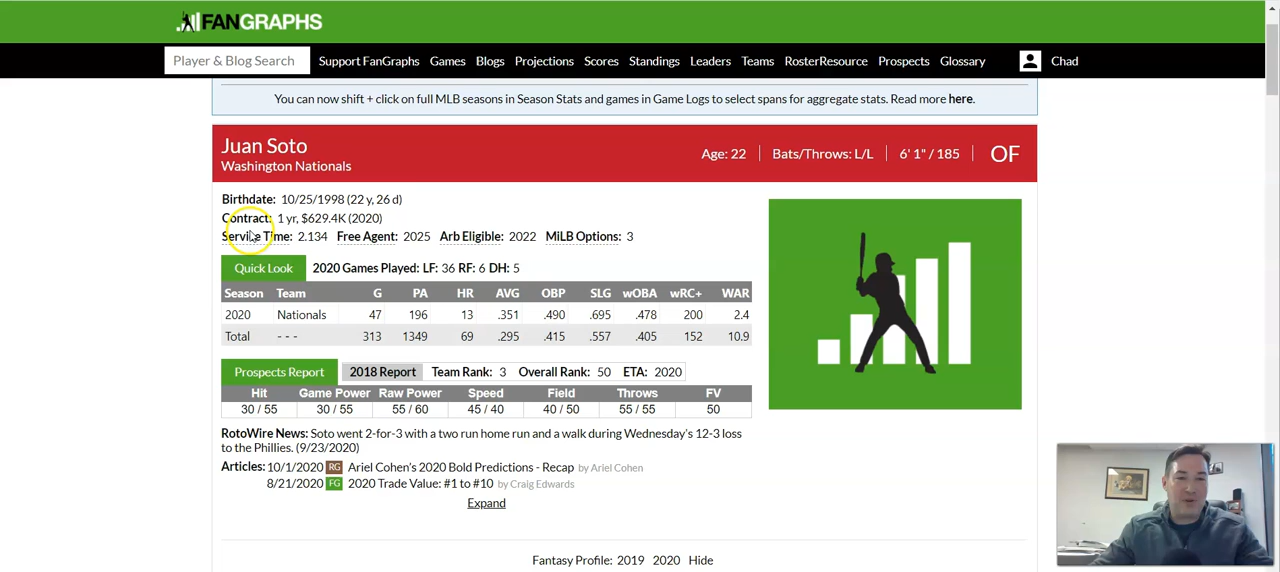 FANGRAPHS
Player & Blog Search Support FanGraphs Games Blogs Projections Scores Standings Leaders Teams RosterResource Prospects Glossary Chad
You can now shift + click on full MLB seasons in Season Stats and games in Game Logs to select spans for aggregate stats. Read more here.
Juan Soto
Washington Nationals
Age: 22 Bats/Throws: L/L 6' 1" / 185 OF
Birthdate: 10/25/1998 (22 y, 26 d)
Contract: 1 yr, $629.4K (2020)
Service Time: 2.134 Free Agent: 2025 Arb Eligible: 2022 MiLB Options: 3
Quick Look 2020 Games Played: LF: 36 RF: 6 DH: 5
Season Team G PA HR AVG OBP SLG wOBA wRC+ WAR
2020 Nationals 47 196 13 .351 .490 .695 .478 200 2.4
Total - - - 313 1349 69 .295 .415 .557 .405 152 10.9
Prospects Report 2018 Report Team Rank: 3 Overall Rank: 50 ETA: 2020
Hit Game Power Raw Power Speed Field Throws FV
30 / 55 30 / 55 55 / 60 45 / 40 40 / 50 55 / 55 50
RotoWire News: Soto went 2-for-3 with a two run home run and a walk during Wednesday's 12-3 loss
to the Phillies. (9/23/2020)
Articles: 10/1/2020 RG Ariel Cohen's 2020 Bold Predictions - Recap by Ariel Cohen
8/21/2020 FG 2020 Trade Value: #1 to #10 by Craig Edwards
Expand
Fantasy Profile: 2019 2020 Hide